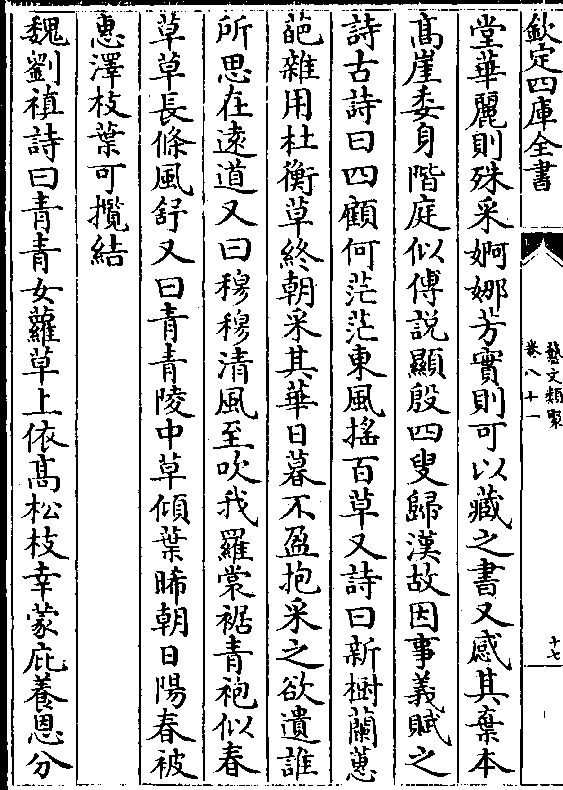 欽定四庫全書
藝文類聚
卷八十一
十七
堂華麗則殊采婀娜芳實則可以藏之書又感其棄本
高崖委身階庭似傅說顯殷四叟歸漢故因事義賦之
詩古詩曰四顧何茫茫東風搖百草又詩曰新樹蘭蕙
葩雜用杜衡草終朝采其華日暮不盈抱采之欲遺誰
所思在遠道又曰穆穆清風至吹我羅裳裾青袍似春
草草長條風舒又曰青青陵中草傾葉晞朝日陽春被
惠澤枝葉可攬結
魏劉禎詩曰青青女蘿草上依高松枝幸蒙庇養恩分